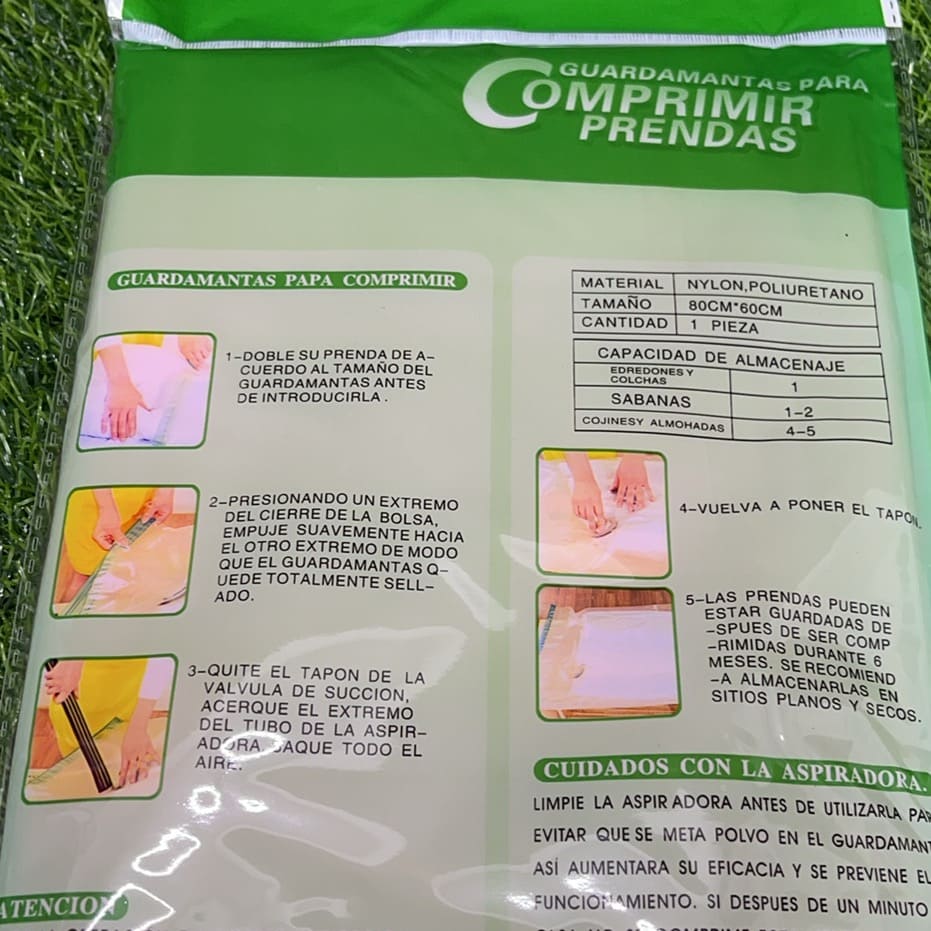 GUARDAMANTAS PARA
COMPRIMIR
PRENDAS
GUARDAMANTAS PAPA COMPRIMIR
1-DOBLE SU PRENDA DE A-
CUERDO AL TAMAÑO DEL
GUARDAMANTAS ANTES
DE INTRODUCIRLA.
2-PRESIONANDO UN EXTREMO
DEL CIERRE DE LA BOLSA,
EMPUJE SUAVEMENTE HACIA
EL OTRO EXTREMO DE MODO
QUE EL GUARDAMANTAS Q-
UEDE TOTALMENTE SELL-
ADO.
3-QUITE EL TAPON DE LA
VALVULA DE SUCCION,
ACERQUE EL EXTREMO
DEL TUBO DE LA ASPIR-
ADORA. SAQUE TODO EL
AIRE.
ATENCION
MATERIAL NYLON,POLIURETANO
TAMAÑO 80CM*60CM
CANTIDAD 1 PIEZA
CAPACIDAD DE ALMACENAJE
EDREDONES Y
COLCHAS 1
SABANAS 1-2
COJINESY ALMOHADAS 4-5
4-VUELVA A PONER EL TAPON.
5-LAS PRENDAS PUEDEN
ESTAR GUARDADAS DE
-SPUES DE SER COMP
-RIMIDAS DURANTE 6
MESES. SE RECOMIEND
-A ALMACENARLAS EN
SITIOS PLANOS Y SECOS.
CUIDADOS CON LA ASPIRADORA.
LIMPIE LA ASPIRADORA ANTES DE UTILIZARLA PAR
EVITAR QUE SE META POLVO EN EL GUARDAMANT
ASÍ AUMENTARA SU EFICACIA Y SE PREVIENE EL
FUNCIONAMIENTO. SI DESPUES DE UN MINUTO